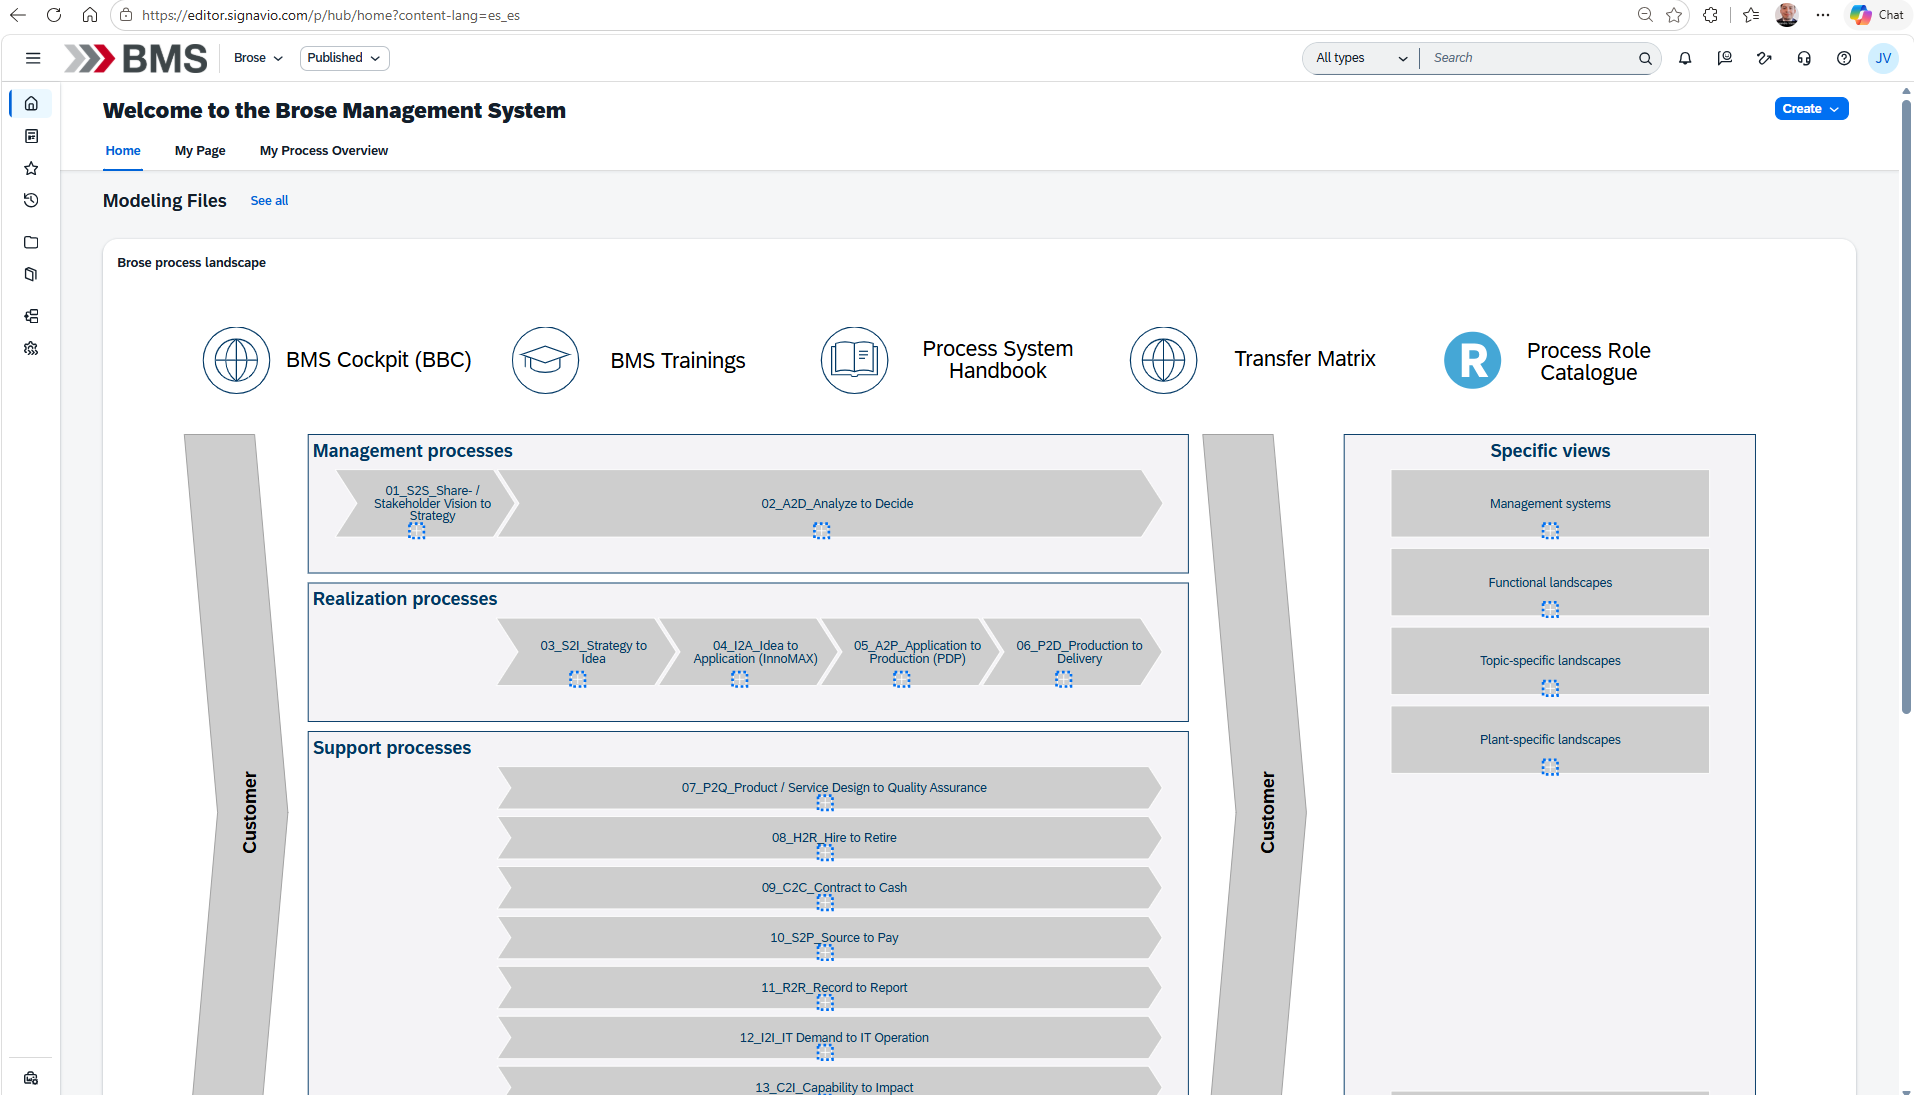 https://editor.signavio.com/p/hub/home?content-lang=es_es
Chat
BMS
Brose
Published
All types
Search
JV
Welcome to the Brose Management System
Create
Home
My Page
My Process Overview
Modeling Files
See all
Brose process landscape
BMS Cockpit (BBC)
BMS Trainings
Process System
Handbook
Transfer Matrix
R
Process Role
Catalogue
Customer
Management processes
01_S2S_Share- /
Stakeholder Vision to
Strategy
02_A2D_Analyze to Decide
Realization processes
03_S2I_Strategy to
Idea
04_I2A_Idea to
Application (InnoMAX)
05_A2P_Application to
Production (PDP)
06_P2D_Production to
Delivery
Support processes
07_P2Q_Product / Service Design to Quality Assurance
08_H2R_Hire to Retire
09_C2C_Contract to Cash
10_S2P_Source to Pay
11_R2R_Record to Report
12_I2I_IT Demand to IT Operation
13_C2I_Capability to Impact
Customer
Specific views
Management systems
Functional landscapes
Topic-specific landscapes
Plant-specific landscapes